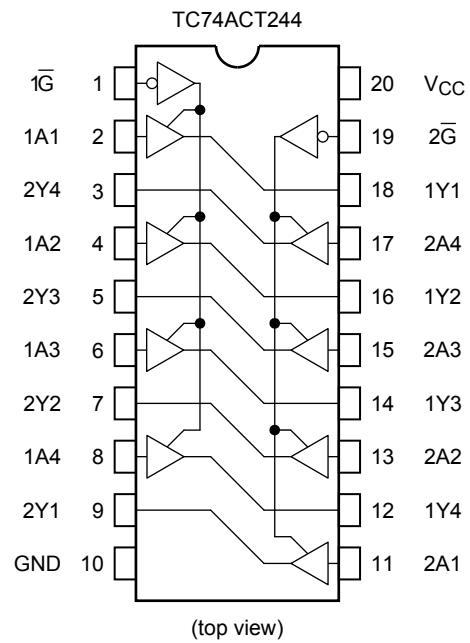 TC74ACT244
1G̅ 1 20 VCC
1A1 2 19 2G̅
2Y4 3 18 1Y1
1A2 4 17 2A4
2Y3 5 16 1Y2
1A3 6 15 2A3
2Y2 7 14 1Y3
1A4 8 13 2A2
2Y1 9 12 1Y4
GND 10 11 2A1
(top view)